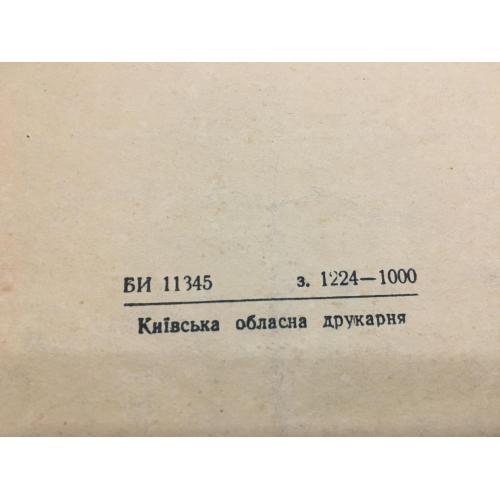 БИ 11345 з. 1224—1000
Київська обласна друкарня